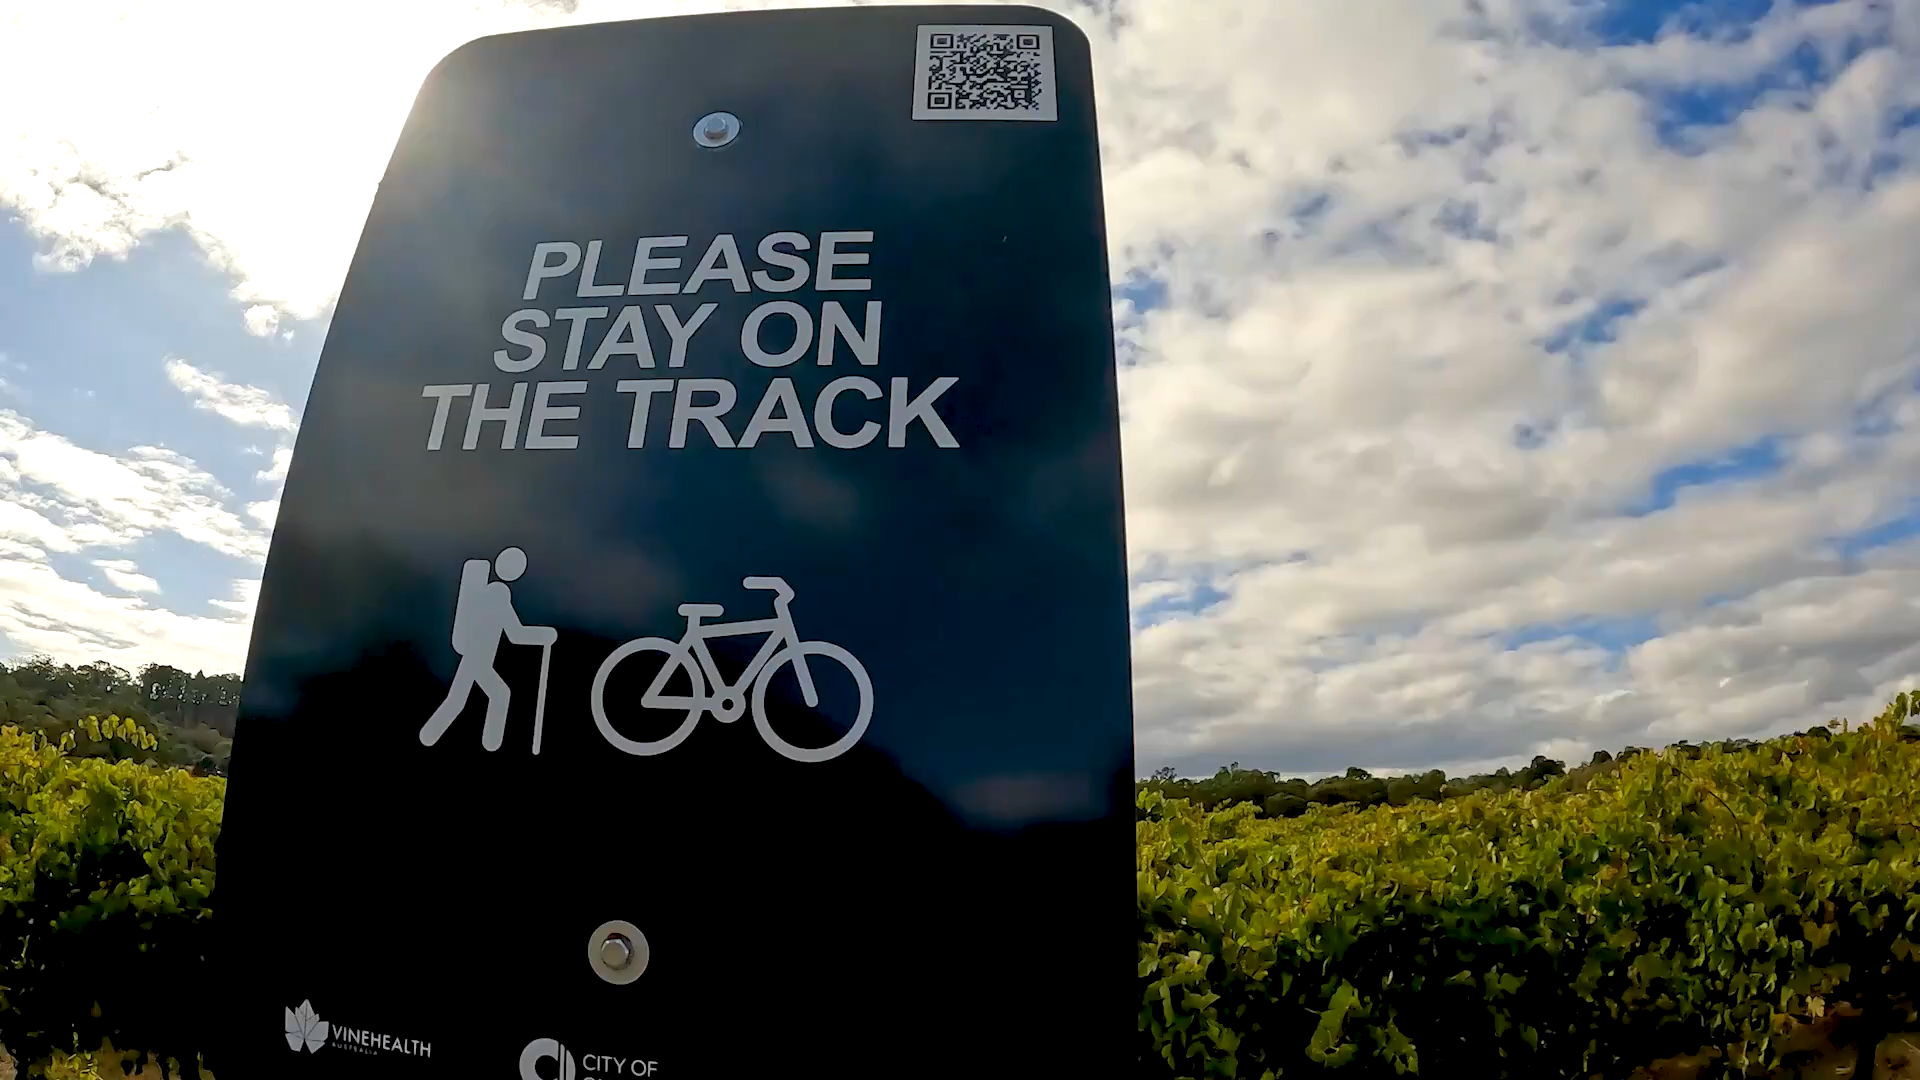 PLEASE
STAY ON
THE TRACK
VINEHEALTH
AUSTRALIA
CITY OF